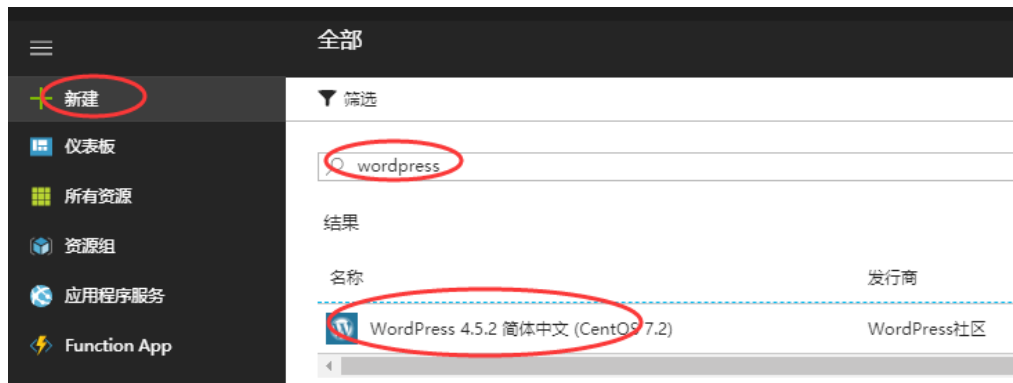 全部
新建
仪表板
所有资源
资源组
应用程序服务
Function App
筛选
wordpress
结果
名称 发行商
WordPress 4.5.2 简体中文 (CentOS 7.2) WordPress社区